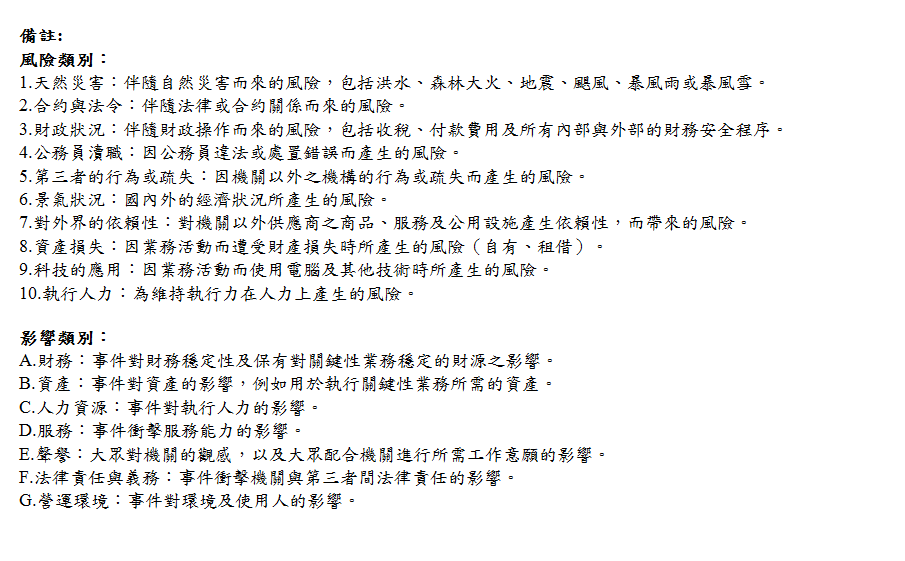 備註:
風險類別：
1.天然災害：伴隨自然災害而來的風險，包括洪水、森林大火、地震、颶風、暴風雨或暴風雪。
2.合約與法令：伴隨法律或合約關係而來的風險。
3.財政狀況：伴隨財政操作而來的風險，包括收稅、付款費用及所有內部與外部的財務安全程序。
4.公務員瀆職：因公務員違法或處置錯誤而產生的風險。
5.第三者的行為或疏失：因機關以外之機構的行為或疏失而產生的風險。
6.景氣狀況：國內外的經濟狀況所產生的風險。
7.對外界的依賴性：對機關以外供應商之商品、服務及公用設施產生依賴性，而帶來的風險。
8.資產損失：因業務活動而遭受財產損失時所產生的風險（自有、租借）。
9.科技的應用：因業務活動而使用電腦及其他技術時所產生的風險。
10.執行人力：為維持執行力在人力上產生的風險。
影響類別：
A.財務：事件對財務穩定性及保有對關鍵性業務穩定的財源之影響。
B.資產：事件對資產的影響，例如用於執行關鍵性業務所需的資產。
C.人力資源：事件對執行人力的影響。
D.服務：事件衝擊服務能力的影響。
E.聲譽：大眾對機關的觀感，以及大眾配合機關進行所需工作意願的影響。
F.法律責任與義務：事件衝擊機關與第三者間法律責任的影響。
G.營運環境：事件對環境及使用人的影響。